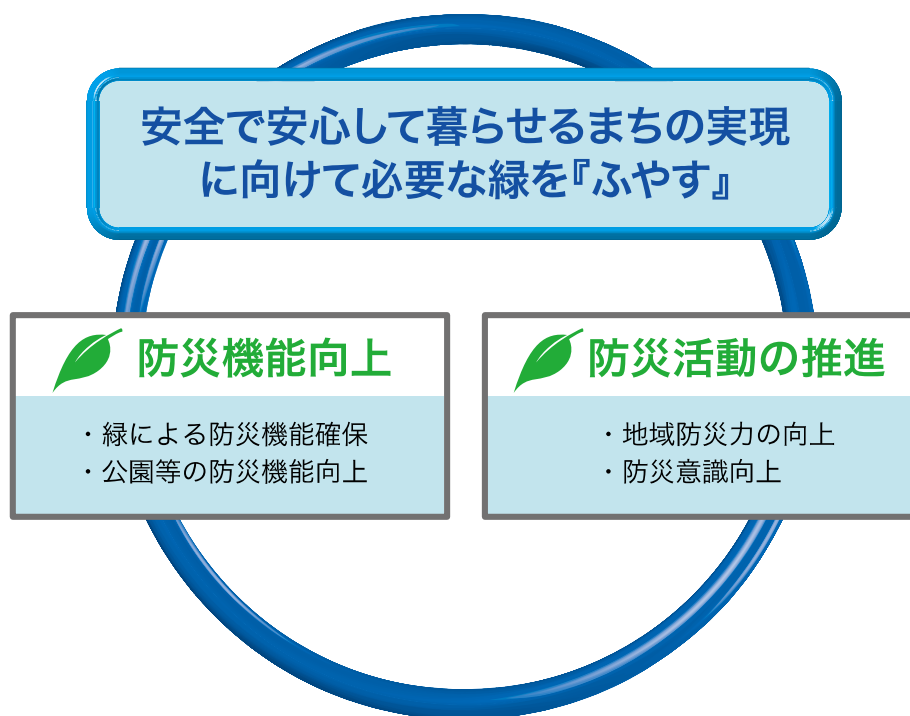 安全で安心して暮らせるまちの実現
に向けて必要な緑を『ふやす』
防災機能向上
・緑による防災機能確保
・公園等の防災機能向上
防災活動の推進
・地域防災力の向上
・防災意識向上